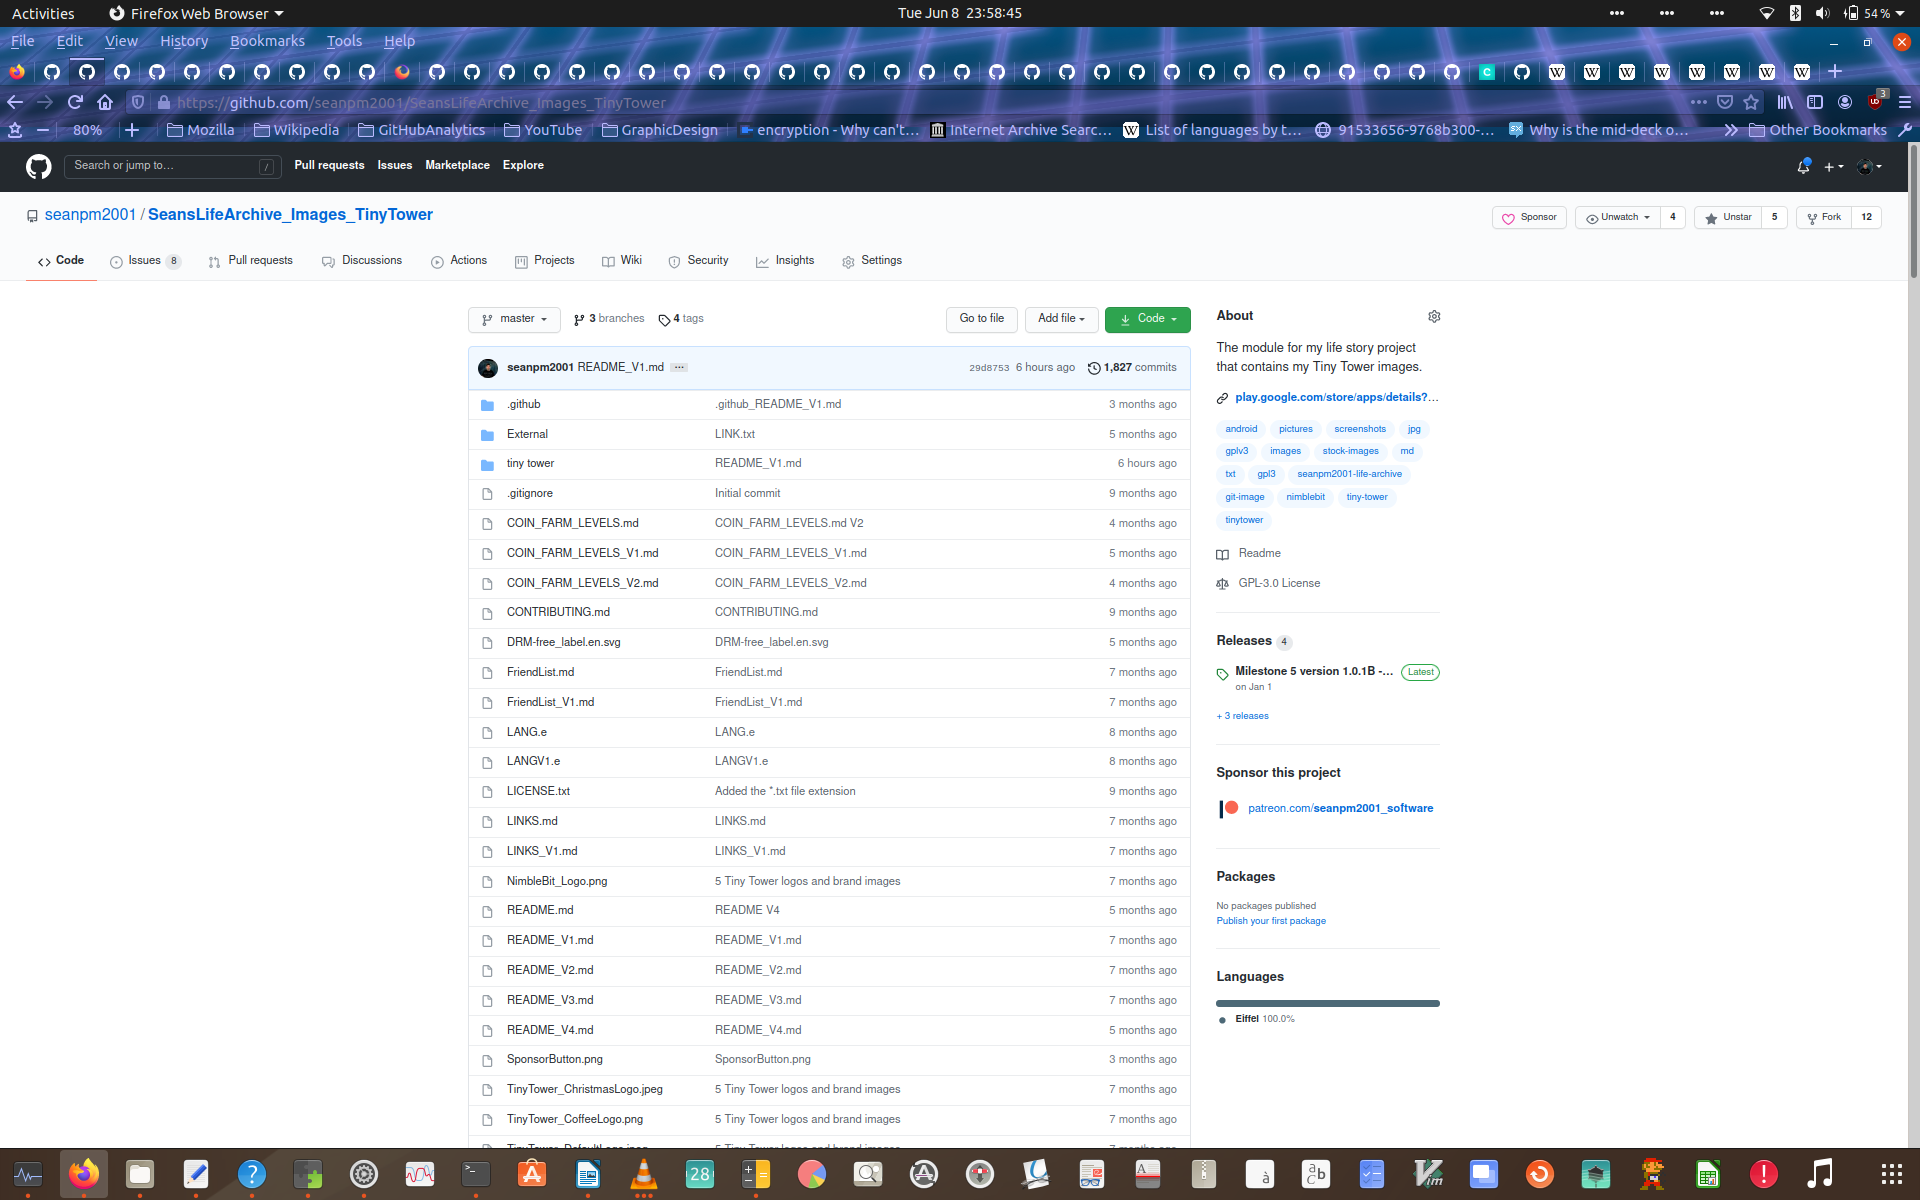 Activities Firefox Web Browser Tue Jun 8 23:58:45 54 %
File Edit View History Bookmarks Tools Help
https://github.com/seanpm2001/SeansLifeArchive_Images_TinyTower 3
80% Mozilla Wikipedia GitHubAnalytics YouTube GraphicDesign encryption - Why can't… Internet Archive Searc… List of languages by t… 91533656-9768b300-… Why is the mid-deck o… Other Bookmarks
Search or jump to… / Pull requests Issues Marketplace Explore
seanpm2001 / SeansLifeArchive_Images_TinyTower Sponsor Unwatch 4 Unstar 5 Fork 12
Code Issues 8 Pull requests Discussions Actions Projects Wiki Security Insights Settings
master 3 branches 4 tags Go to file Add file Code
seanpm2001 README_V1.md 29d8753 6 hours ago 1,827 commits
.github .github_README_V1.md 3 months ago
External LINK.txt 5 months ago
tiny tower README_V1.md 6 hours ago
.gitignore Initial commit 9 months ago
COIN_FARM_LEVELS.md COIN_FARM_LEVELS.md V2 4 months ago
COIN_FARM_LEVELS_V1.md COIN_FARM_LEVELS_V1.md 5 months ago
COIN_FARM_LEVELS_V2.md COIN_FARM_LEVELS_V2.md 4 months ago
CONTRIBUTING.md CONTRIBUTING.md 9 months ago
DRM-free_label.en.svg DRM-free_label.en.svg 5 months ago
FriendList.md FriendList.md 7 months ago
FriendList_V1.md FriendList_V1.md 7 months ago
LANG.e LANG.e 8 months ago
LANGV1.e LANGV1.e 8 months ago
LICENSE.txt Added the *.txt file extension 9 months ago
LINKS.md LINKS.md 7 months ago
LINKS_V1.md LINKS_V1.md 7 months ago
NimbleBit_Logo.png 5 Tiny Tower logos and brand images 7 months ago
README.md README V4 5 months ago
README_V1.md README_V1.md 7 months ago
README_V2.md README_V2.md 7 months ago
README_V3.md README_V3.md 7 months ago
README_V4.md README_V4.md 5 months ago
SponsorButton.png SponsorButton.png 3 months ago
TinyTower_ChristmasLogo.jpeg 5 Tiny Tower logos and brand images 7 months ago
TinyTower_CoffeeLogo.png 5 Tiny Tower logos and brand images 7 months ago
About
The module for my life story project
that contains my Tiny Tower images.
play.google.com/store/apps/details?…
android pictures screenshots jpg
gplv3 images stock-images md
txt gpl3 seanpm2001-life-archive
git-image nimblebit tiny-tower
tinytower
Readme
GPL-3.0 License
Releases 4
Milestone 5 version 1.0.1B -… Latest
on Jan 1
+ 3 releases
Sponsor this project
patreon.com/seanpm2001_software
Packages
No packages published
Publish your first package
Languages
Eiffel 100.0%
28